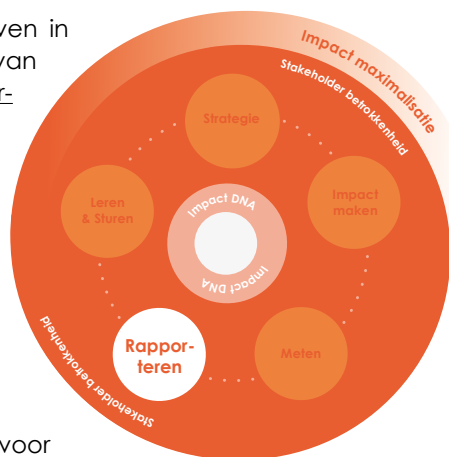 ven in
van
r-
Impact maximalisatie
Stakeholder betrokkenheid
Strategie
Leren
& Sturen
Impact
maken
Impact DNA
Impact DNA
Rappor-
teren
Meten
Stakeholder betrokkenheid
voor